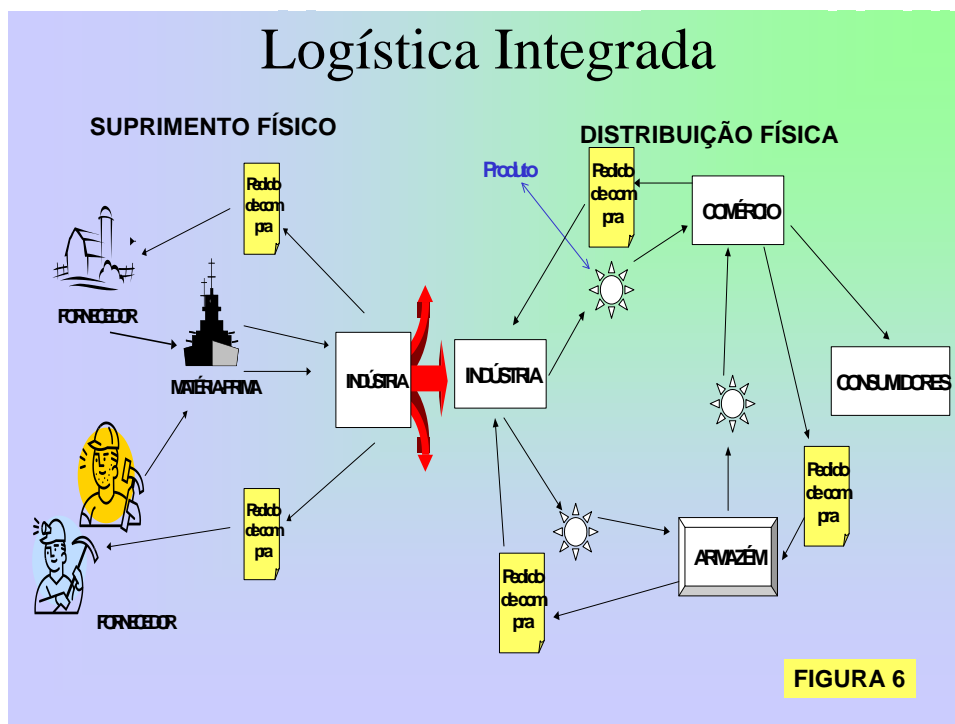 Logística Integrada
SUPRIMENTO FÍSICO
DISTRIBUIÇÃO FÍSICA
Pedido
de com
pra
FORNECEDOR
MATÉRIA PRIMA
INDÚSTRIA
Pedido
de com
pra
FORNECEDOR
Produto
Pedido
de com
pra
COMÉRCIO
INDÚSTRIA
CONSUMIDORES
Pedido
de com
pra
ARMAZÉM
Pedido
de com
pra
FIGURA 6